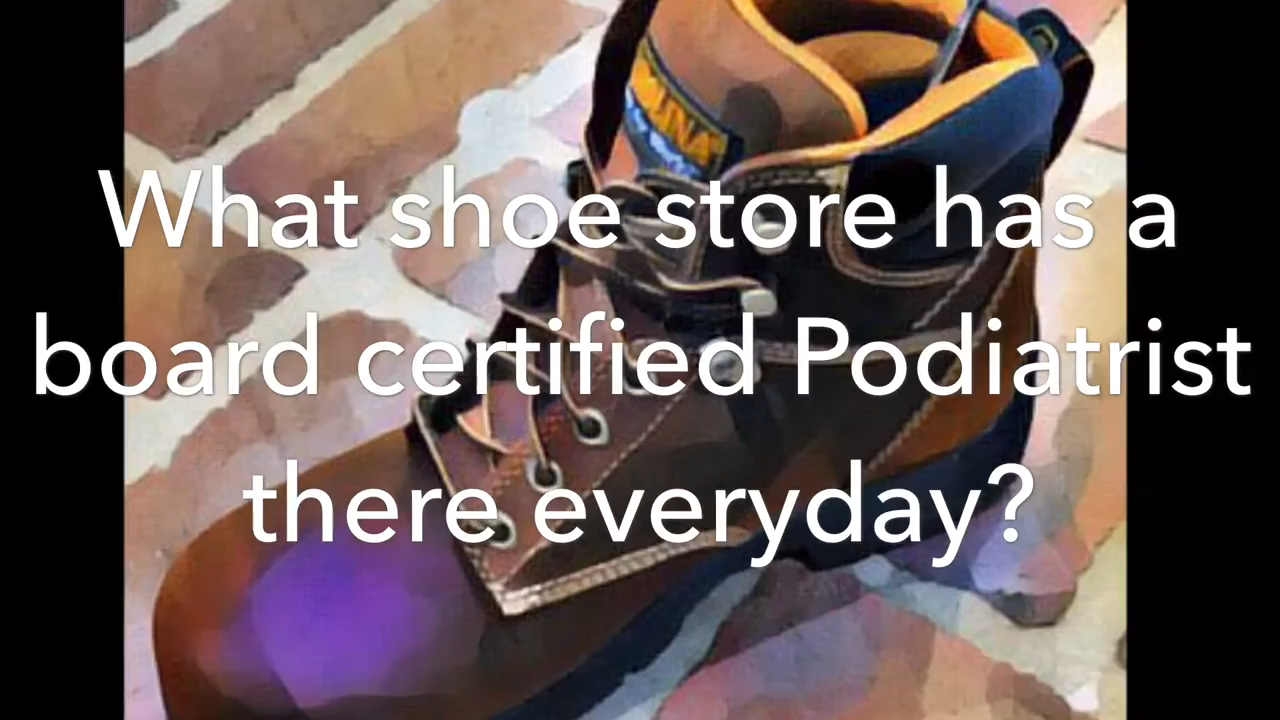 What shoe store has a
board certified Podiatrist
there everyday?